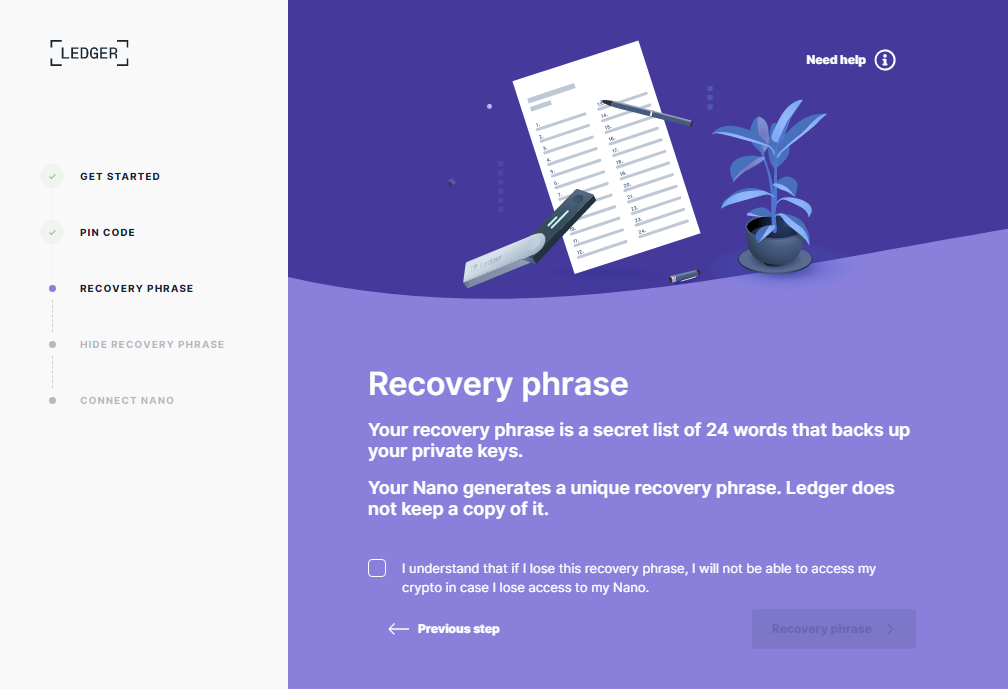 LEDGER
GET STARTED
PIN CODE
RECOVERY PHRASE
HIDE RECOVERY PHRASE
CONNECT NANO
Need help
1.
2.
3.
4.
5.
6.
7.
12.
13.
14.
15.
16.
17.
18.
19.
20.
21.
22.
23.
24.
Ledger
Recovery phrase
Your recovery phrase is a secret list of 24 words that backs up
your private keys.
Your Nano generates a unique recovery phrase. Ledger does
not keep a copy of it.
I understand that if I lose this recovery phrase, I will not be able to access my
crypto in case I lose access to my Nano.
Previous step
Recovery phrase